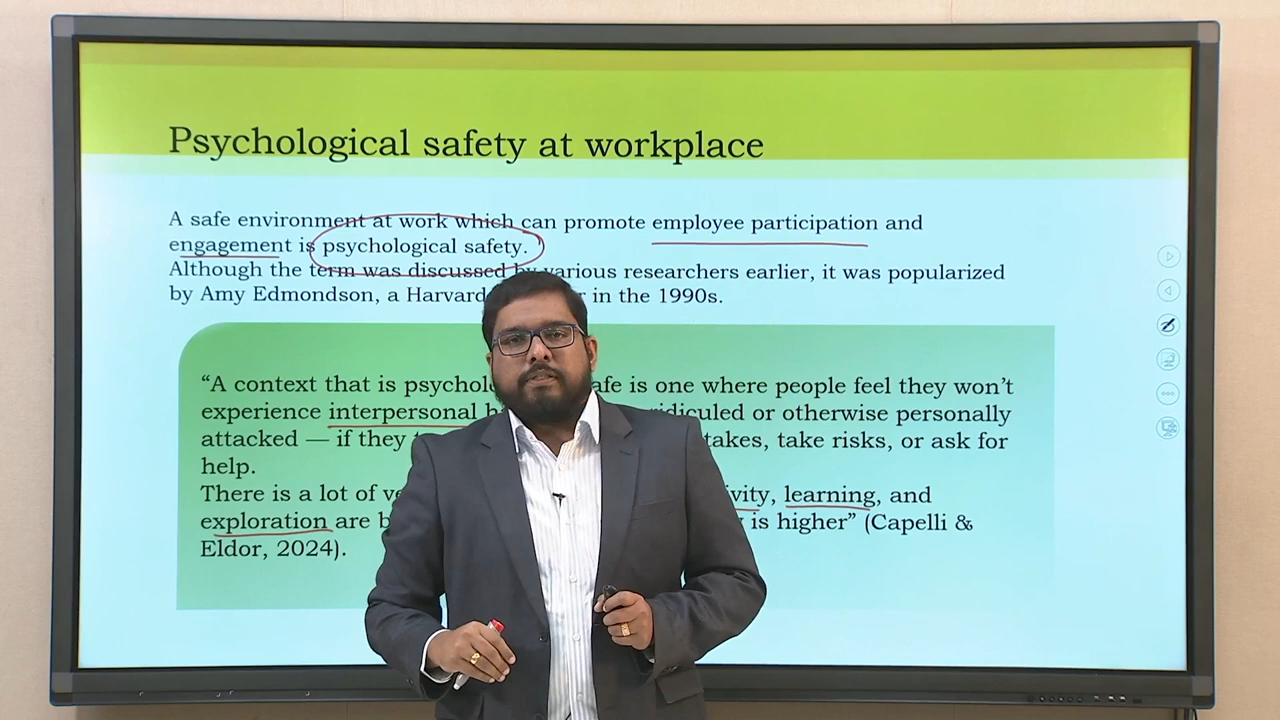 Psychological safety at workplace
A safe environment at work which can promote employee participation and
engagement is psychological safety.
Although the term was discussed by various researchers earlier, it was popularized
by Amy Edmondson, a Harvard in the 1990s.
“A context that is is one where people feel they won’t
experience interpersonal ridiculed or otherwise personally
attacked — if they take risks, or ask for
help.
There is a lot of learning, and
exploration are is higher” (Capelli &
Eldor, 2024).